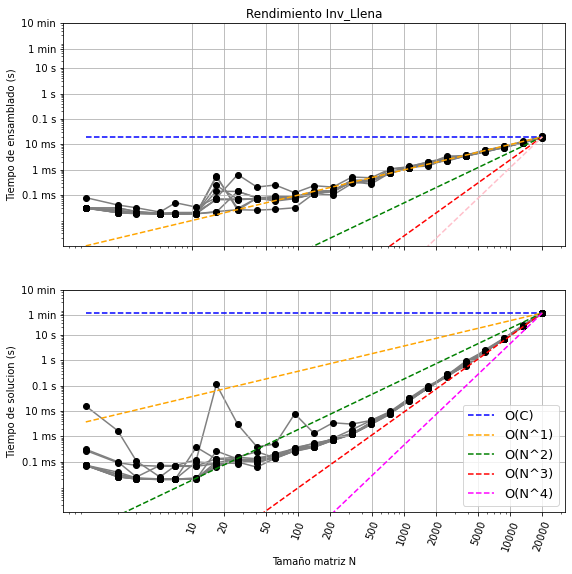 Rendimiento Inv_Llena
10 min
1 min
10 s
1 s
0.1 s
10 ms
1 ms
0.1 ms
Tiempo de ensamblado (s)
10 min
1 min
10 s
1 s
0.1 s
10 ms
1 ms
0.1 ms
Tiempo de solucion (s)
O(C)
O(N^1)
O(N^2)
O(N^3)
O(N^4)
10
20
50
100
200
500
1000
2000
5000
10000
20000
Tamaño matriz N